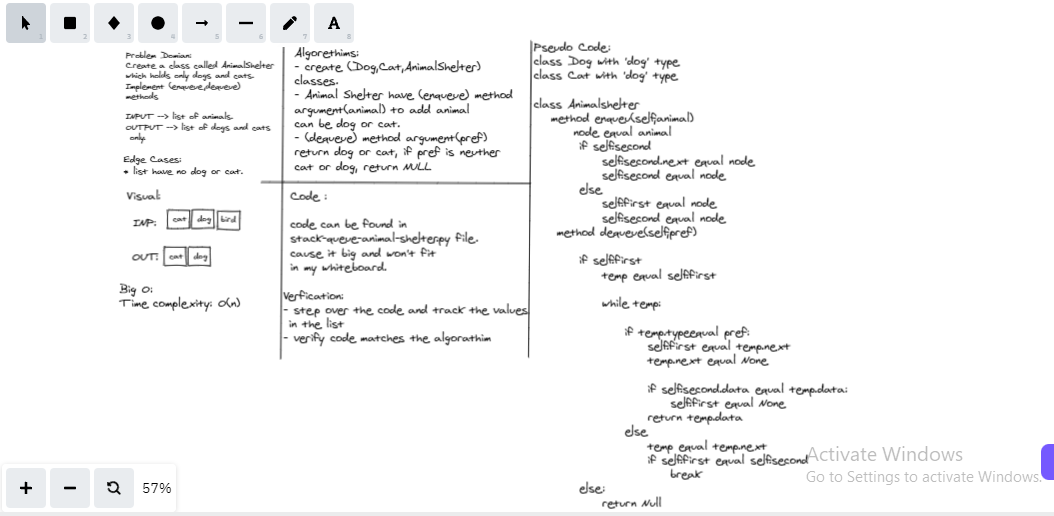 Problem Domian:
Create a class called AnimalShelter
which holds only dogs and cats.
Implement (enqueue,dequeue)
methods
INPUT --> list of animals.
OUTPUT --> list of dogs and cats
only.
Edge Cases:
* list have no dog or cat.
Visual:
INP: cat dog bird
OUT: cat dog
Big O:
Time complexity: O(n)
Algorethims:
- create (Dog,Cat,AnimalShelter)
classes.
- Animal Shelter have (enqueue) method
argument(animal) to add animal
can be dog or cat.
- (dequeue) method argument(pref)
return dog or cat, if pref is neuther
cat or dog, return NULL
Code :
code can be found in
stack-queue-animal-shelter.py file.
cause it big and won't fit
in my whiteboard.
Verfication:
- step over the code and track the values
in the list
- verify code matches the algorathim
Pseudo Code:
class Dog with 'dog' type
class Cat with 'dog' type
class Animalshelter
method enqueu(self,animal)
node equal animal
if self.second
self.second.next equal node
self.second equal node
else
self.first equal node
self.second equal node
method dequeue(self,pref)
if self.first
temp equal self.first
while temp:
if temp.typeequal pref:
self.first equal temp.next
temp.next equal None
if self.second.data equal temp.data:
self.first equal None
return temp.data
else
temp equal temp.next
if self.first equal self.second
break
else:
return Null
1 2 3 4 5 6 7 8
A
57%
Activate Windows
Go to Settings to activate Windows.